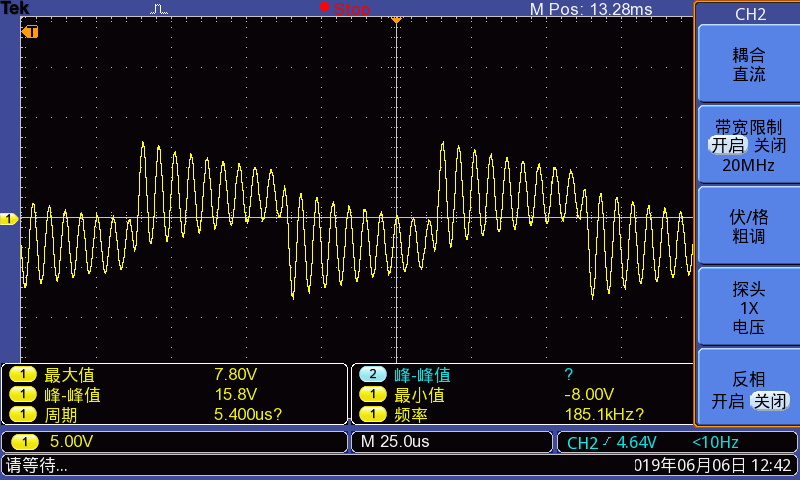 Tek Stop M Pos: 13.28ms CH2
T
耦合
直流
带宽限制
开启 关闭
20MHz
伏/格
粗调
探头
1X
电压
反相
开启 关闭
1
1 最大值 7.80V 2 峰-峰值 ?
1 峰-峰值 15.8V 1 最小值 -8.00V
1 周期 5.400us? 1 频率 185.1kHz?
1 5.00V M 25.0us CH2 4.64V <10Hz
请等待... 019年06月06日 12:42